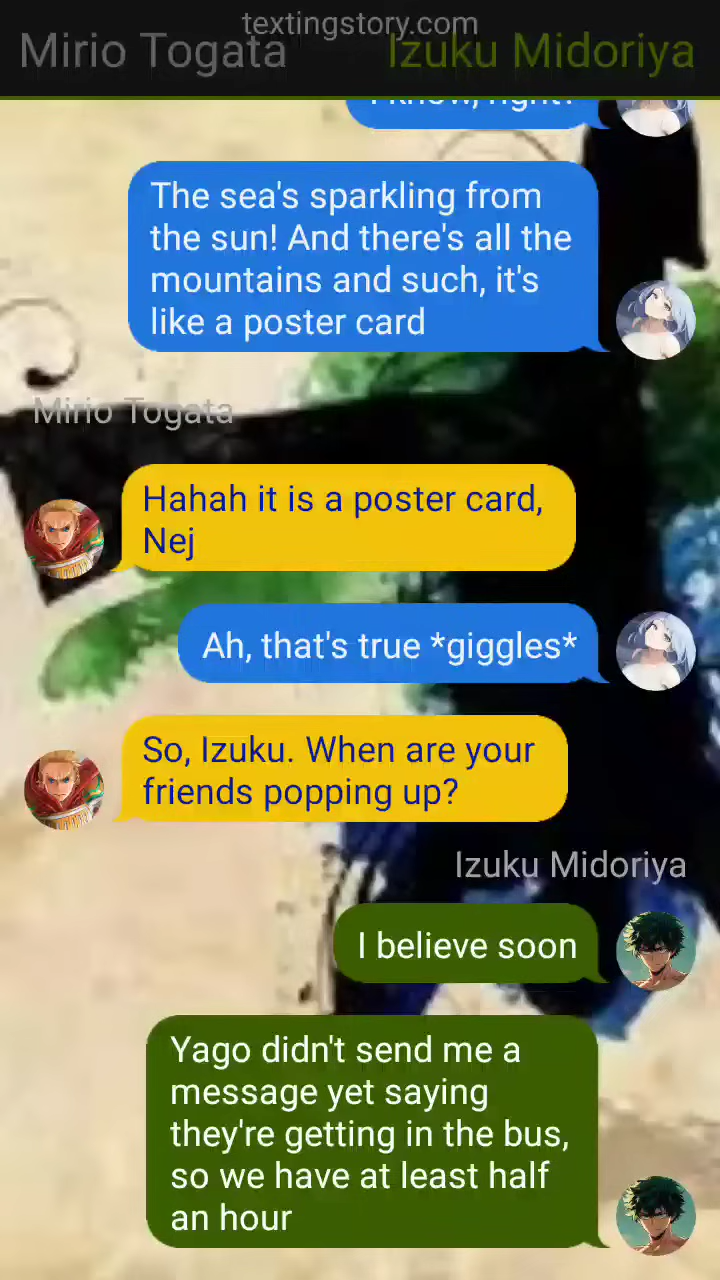 textingstory.com
Mirio Togata
Izuku Midoriya
I know, right?
The sea's sparkling from
the sun! And there's all the
mountains and such, it's
like a poster card
Mirio Togata
Hahah it is a poster card,
Nej
Ah, that's true *giggles*
So, Izuku. When are your
friends popping up?
Izuku Midoriya
I believe soon
Yago didn't send me a
message yet saying
they're getting in the bus,
so we have at least half
an hour